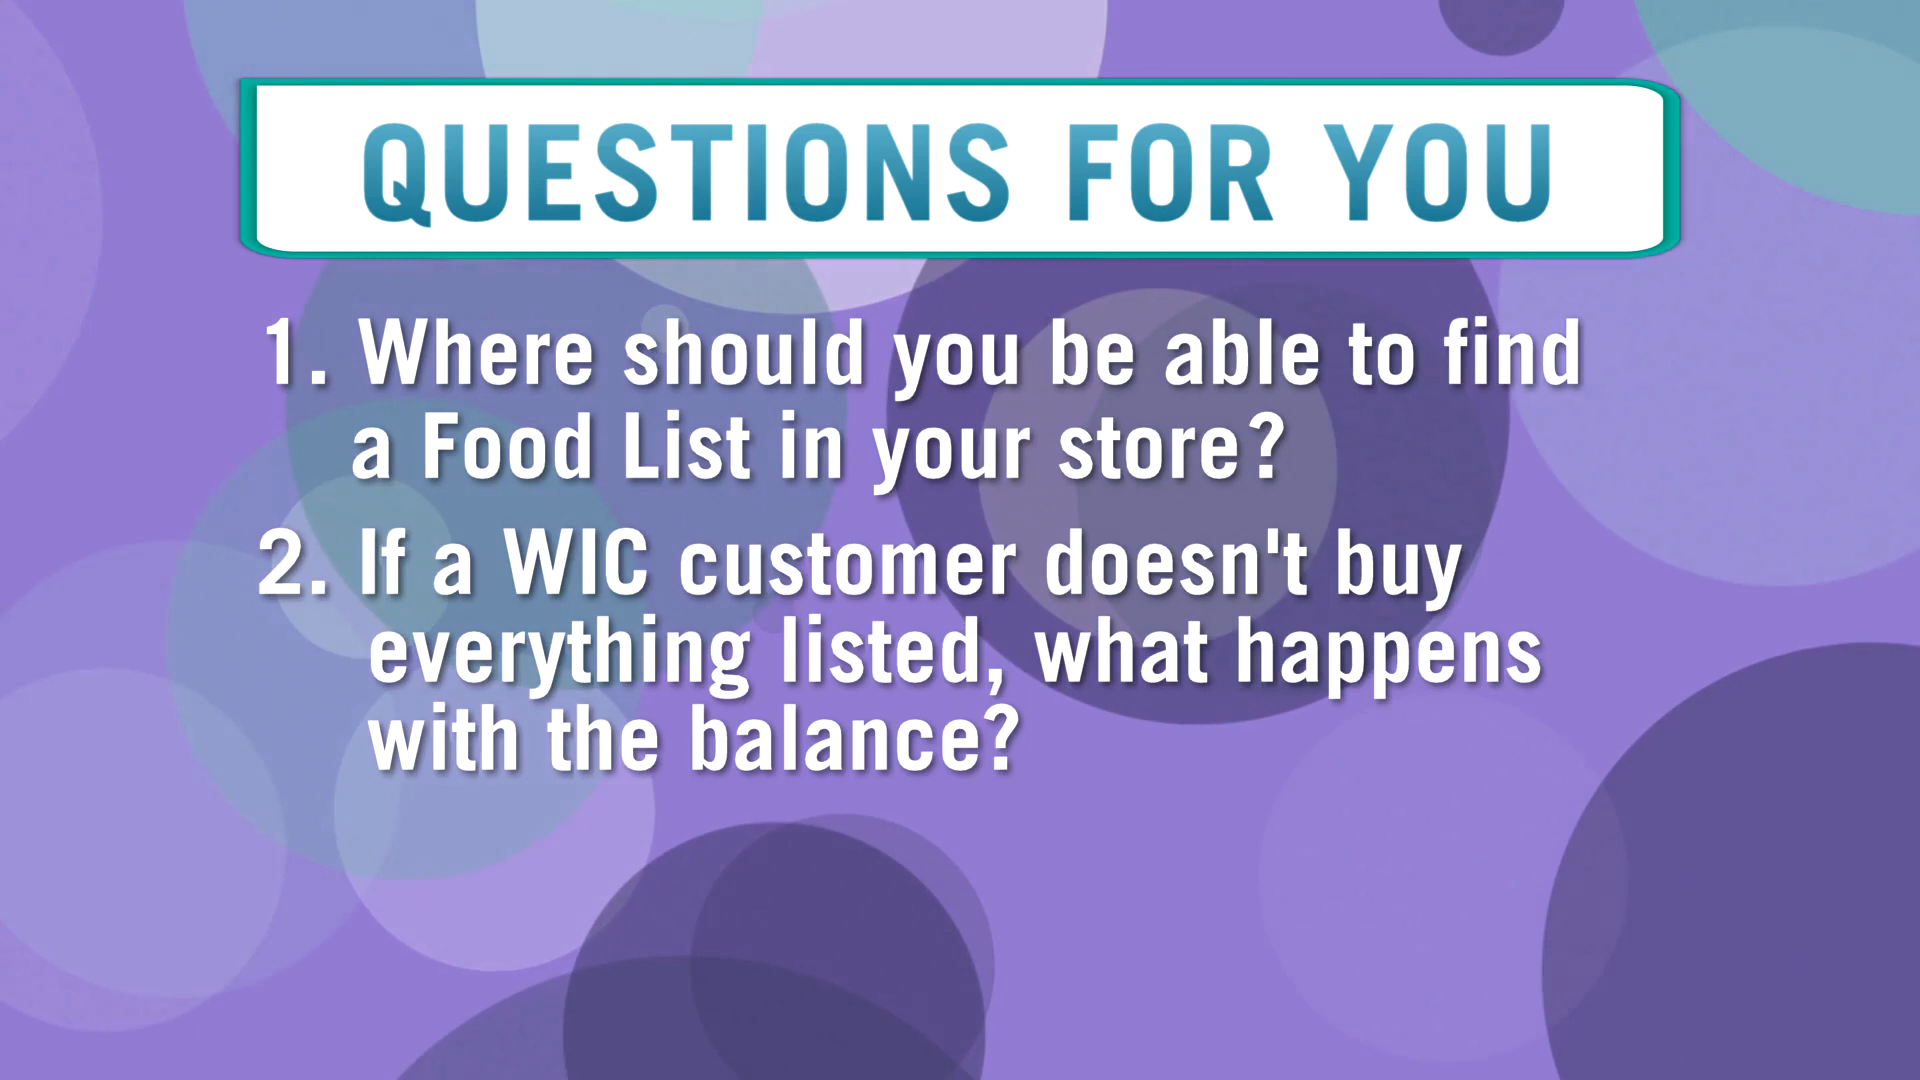 QUESTIONS FOR YOU
1. Where should you be able to find
a Food List in your store?
2. If a WIC customer doesn't buy
everything listed, what happens
with the balance?